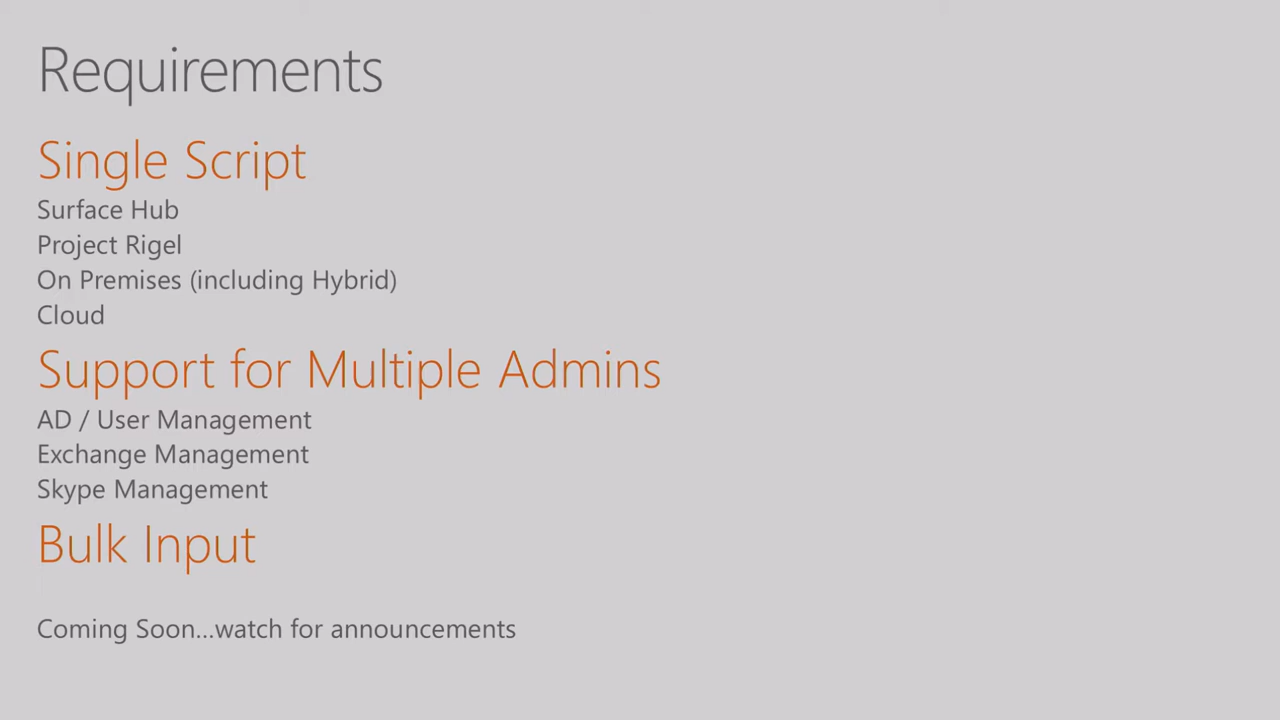 Requirements
Single Script
Surface Hub
Project Rigel
On Premises (including Hybrid)
Cloud
Support for Multiple Admins
AD / User Management
Exchange Management
Skype Management
Bulk Input
Coming Soon...watch for announcements